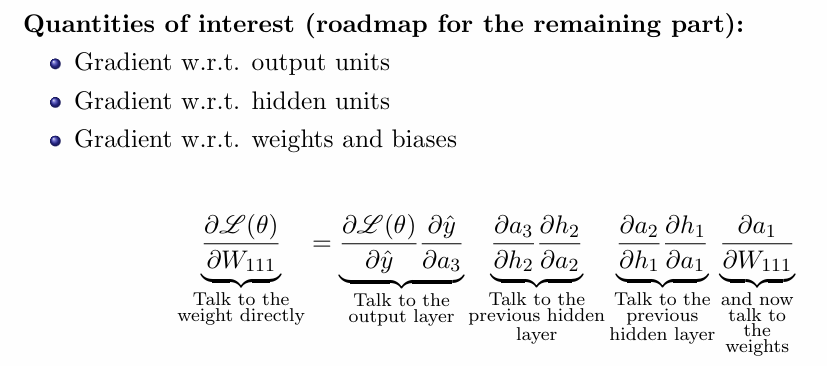 Quantities of interest (roadmap for the remaining part):
Gradient w.r.t. output units
Gradient w.r.t. hidden units
Gradient w.r.t. weights and biases
∂ℒ(θ)/∂W₁₁₁ = ∂ℒ(θ)/∂ŷ ∂ŷ/∂a₃ ∂a₃/∂h₂ ∂h₂/∂a₂ ∂a₂/∂h₁ ∂h₁/∂a₁ ∂a₁/∂W₁₁₁
Talk to the
weight directly
Talk to the
output layer
Talk to the
previous hidden
layer
Talk to the
previous
hidden layer
and now
talk to
the
weights